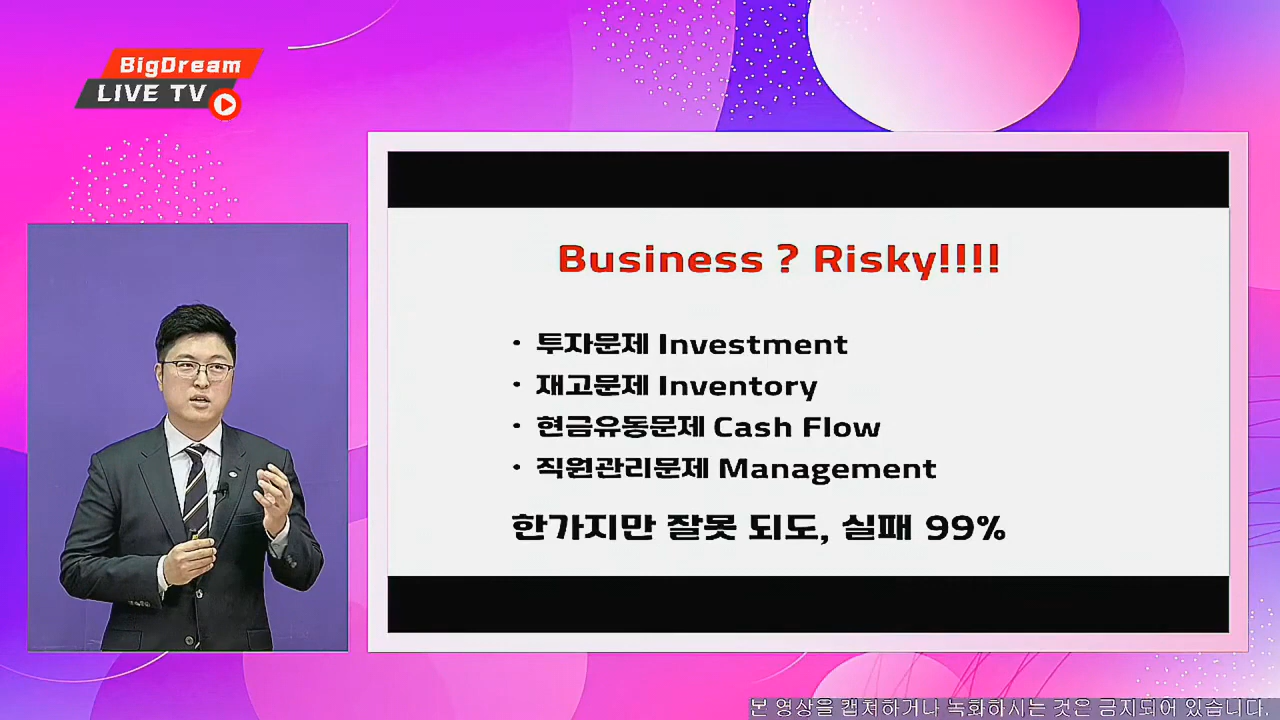 BigDream
LIVE TV
Business ? Risky!!!!
• 투자문제 Investment
• 재고문제 Inventory
• 현금유동문제 Cash Flow
• 직원관리문제 Management
한가지만 잘못 되도, 실패 99%
본 영상을 캡처하거나 녹화하시는 것은 금지되어 있습니다.